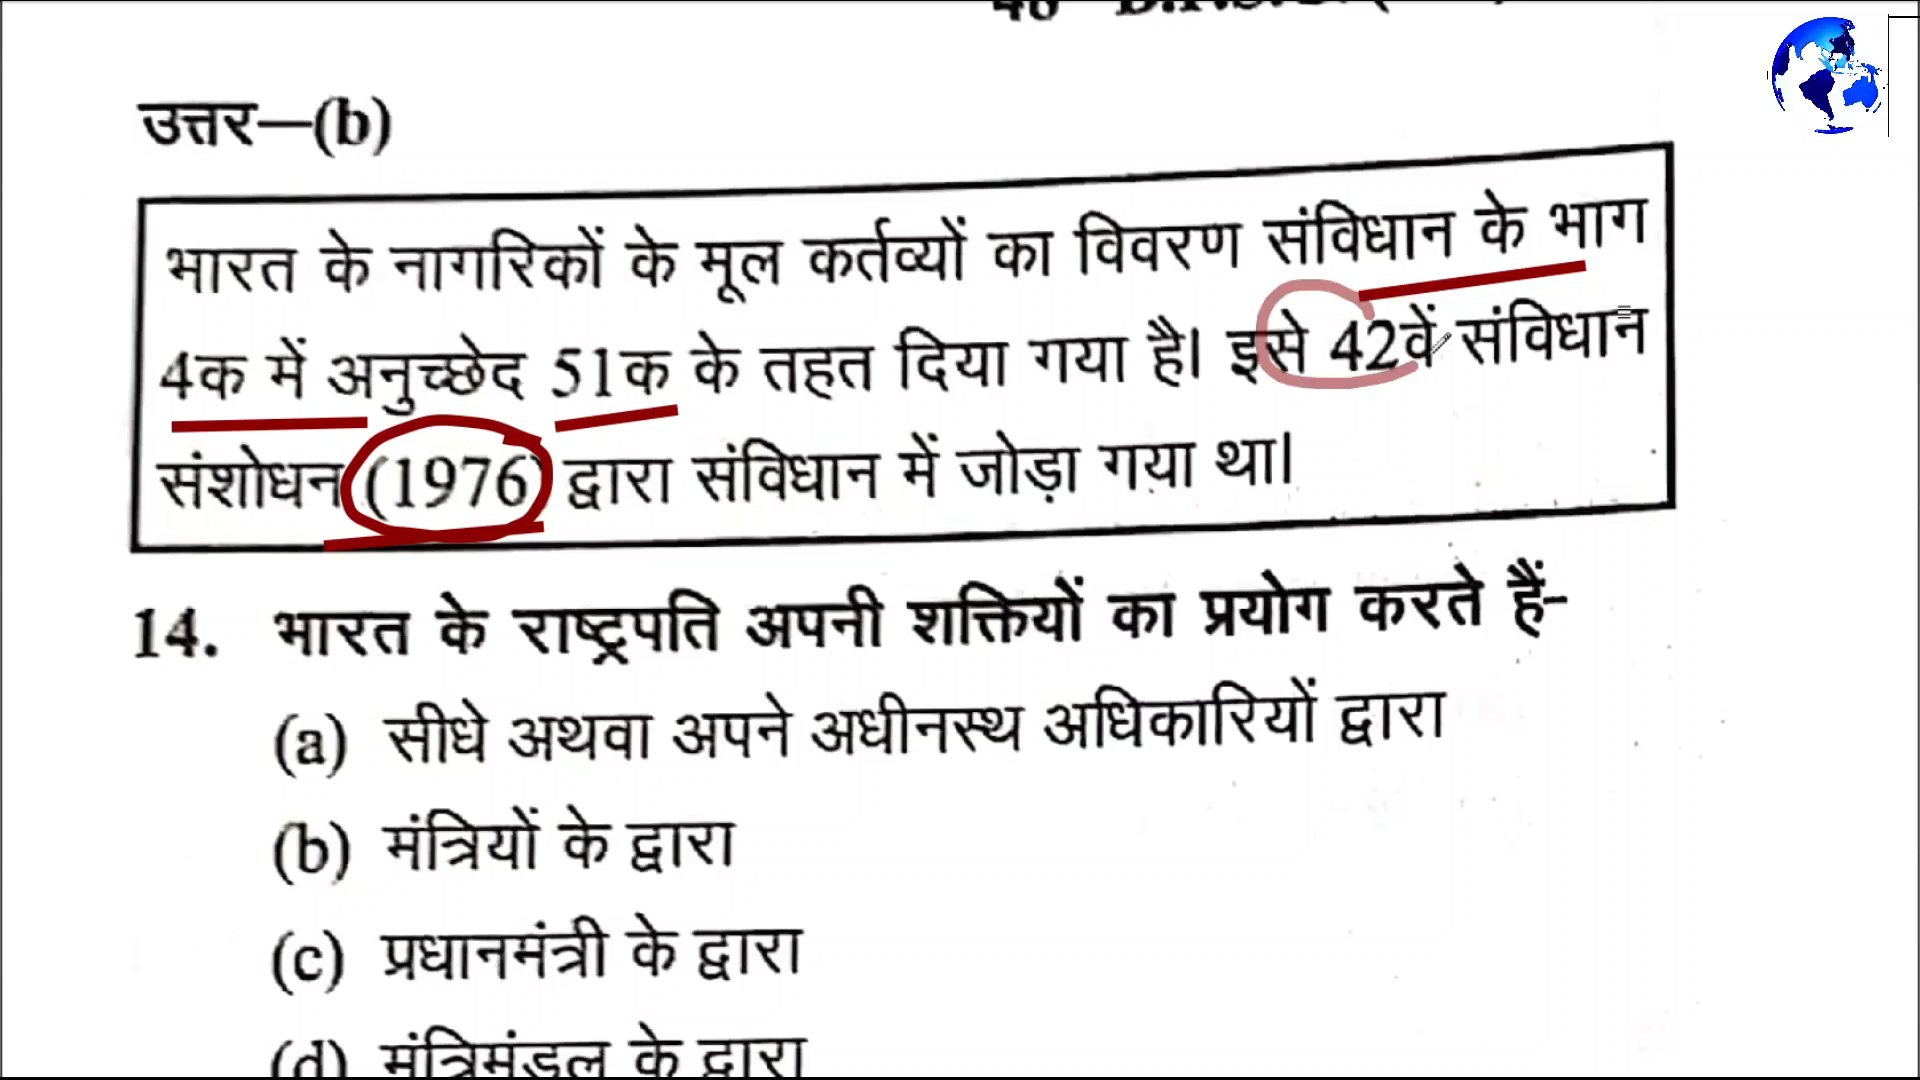 उत्तर—(b)
भारत के नागरिकों के मूल कर्तव्यों का विवरण संविधान के भाग
4क में अनुच्छेद 51क के तहत दिया गया है। इसे 42वें संविधान
संशोधन (1976) द्वारा संविधान में जोड़ा गया था।
14. भारत के राष्ट्रपति अपनी शक्तियों का प्रयोग करते हैं-
(a) सीधे अथवा अपने अधीनस्थ अधिकारियों द्वारा
(b) मंत्रियों के द्वारा
(c) प्रधानमंत्री के द्वारा
(d) मंत्रिमंडल के द्वारा